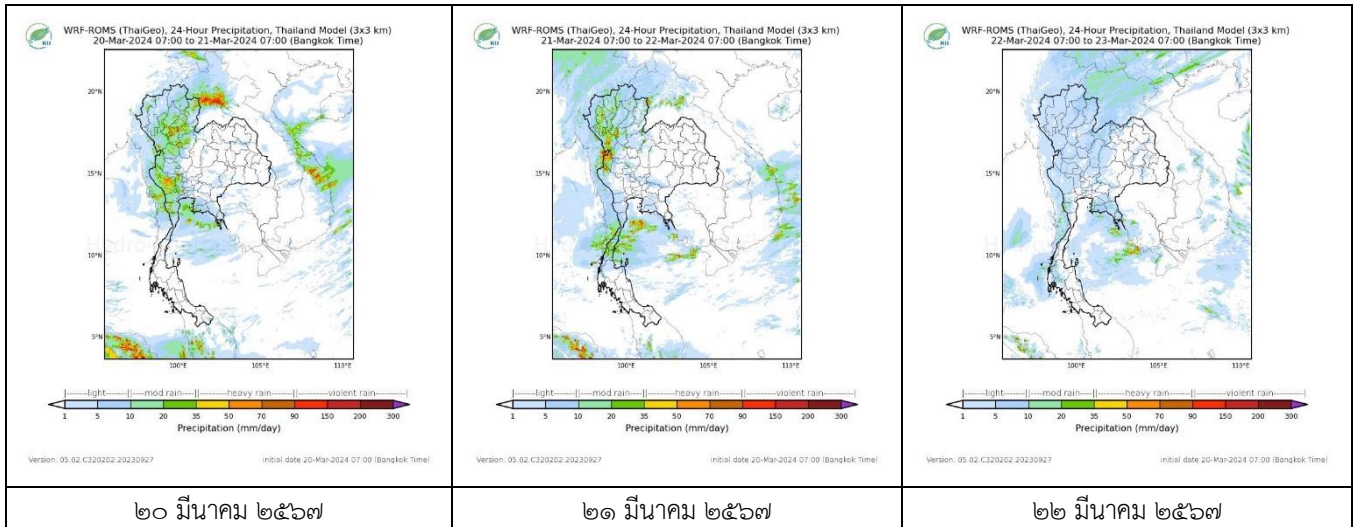 HII
WRF-ROMS (ThaiGeo), 24-Hour Precipitation, Thailand Model (3x3 km)
20-Mar-2024 07:00 to 21-Mar-2024 07:00 (Bangkok Time)
20°N
15°N
10°N
5°N
100°E 105°E 110°E
light mod rain heavy rain violent rain
1 5 10 20 35 50 70 90 150 200 300
Precipitation (mm/day)
Version: 05.02.C320202.20230927 initial date 20-Mar-2024 07:00 (Bangkok Time)
๒๐ มีนาคม ๒๕๖๗
HII
WRF-ROMS (ThaiGeo), 24-Hour Precipitation, Thailand Model (3x3 km)
21-Mar-2024 07:00 to 22-Mar-2024 07:00 (Bangkok Time)
20°N
15°N
10°N
5°N
100°E 105°E 110°E
light mod rain heavy rain violent rain
1 5 10 20 35 50 70 90 150 200 300
Precipitation (mm/day)
Version: 05.02.C320202.20230927 initial date 20-Mar-2024 07:00 (Bangkok Time)
๒๑ มีนาคม ๒๕๖๗
HII
WRF-ROMS (ThaiGeo), 24-Hour Precipitation, Thailand Model (3x3 km)
22-Mar-2024 07:00 to 23-Mar-2024 07:00 (Bangkok Time)
20°N
15°N
10°N
5°N
100°E 105°E 110°E
light mod rain heavy rain violent rain
1 5 10 20 35 50 70 90 150 200 300
Precipitation (mm/day)
Version: 05.02.C320202.20230927 initial date 20-Mar-2024 07:00 (Bangkok Time)
๒๒ มีนาคม ๒๕๖๗